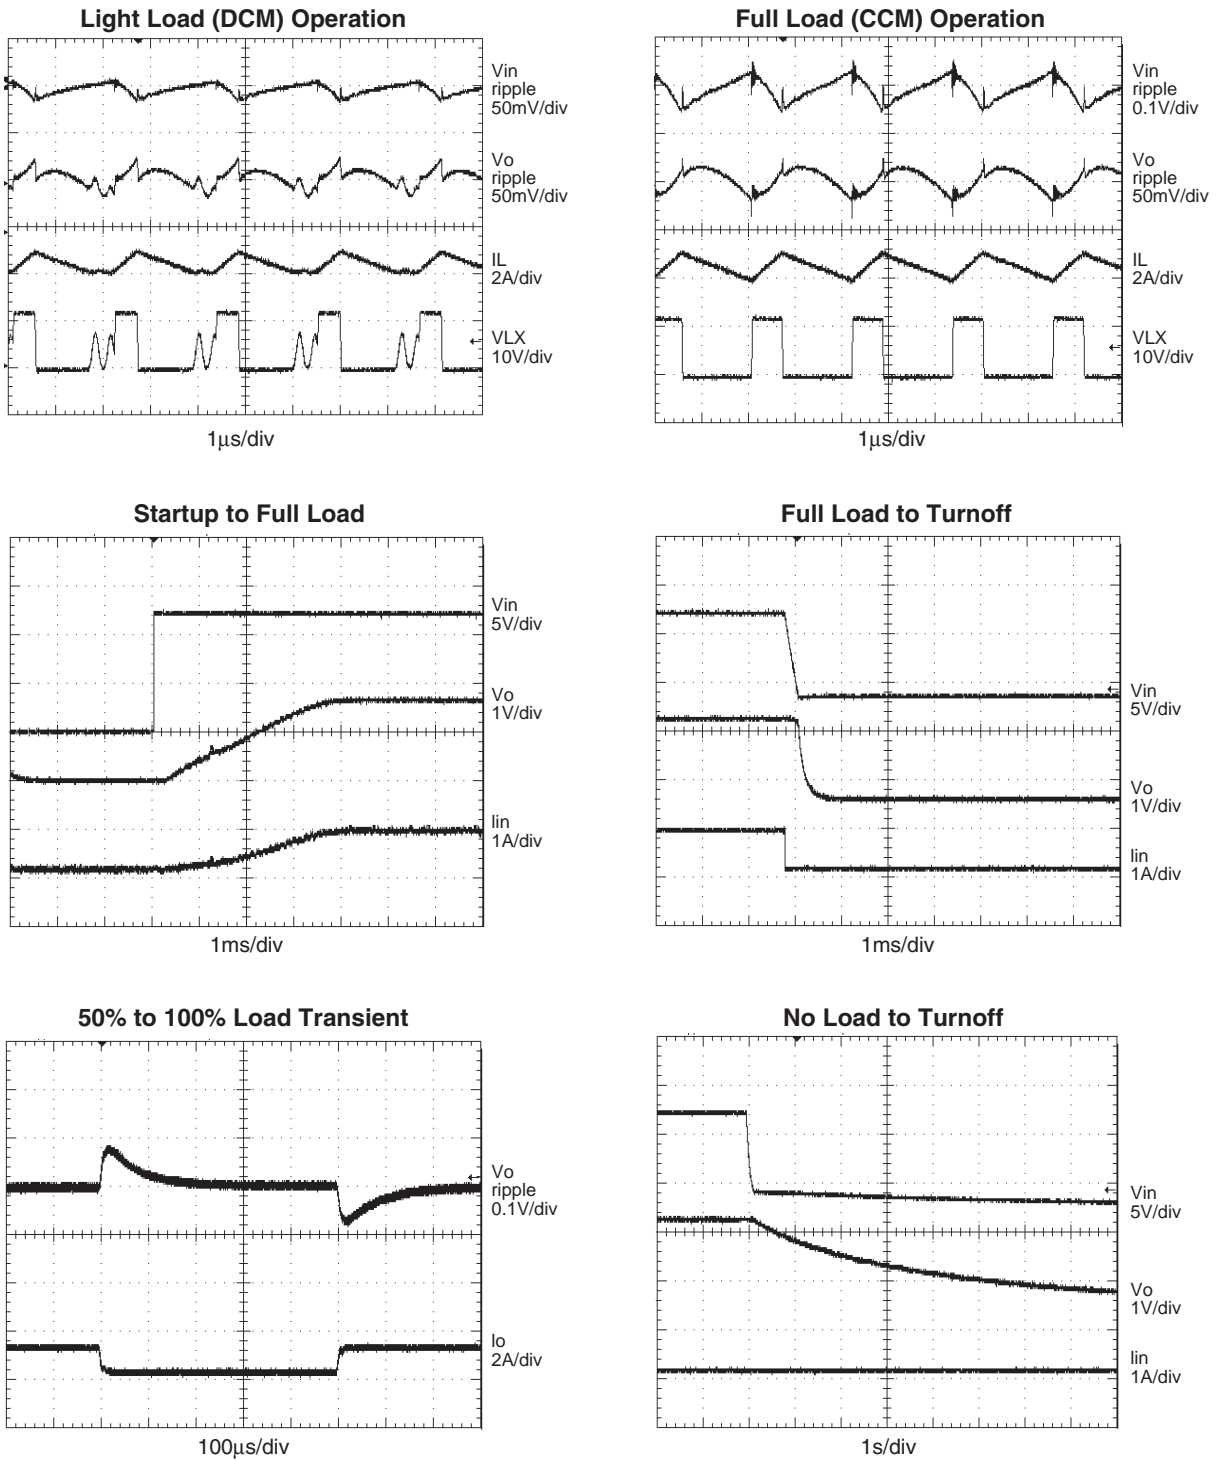 Light Load (DCM) Operation
Vin
ripple
50mV/div
Vo
ripple
50mV/div
IL
2A/div
VLX
10V/div
1µs/div
Full Load (CCM) Operation
Vin
ripple
0.1V/div
Vo
ripple
50mV/div
IL
2A/div
VLX
10V/div
1µs/div
Startup to Full Load
Vin
5V/div
Vo
1V/div
Iin
1A/div
1ms/div
Full Load to Turnoff
Vin
5V/div
Vo
1V/div
Iin
1A/div
1ms/div
50% to 100% Load Transient
Vo
ripple
0.1V/div
Io
2A/div
100µs/div
No Load to Turnoff
Vin
5V/div
Vo
1V/div
Iin
1A/div
1s/div